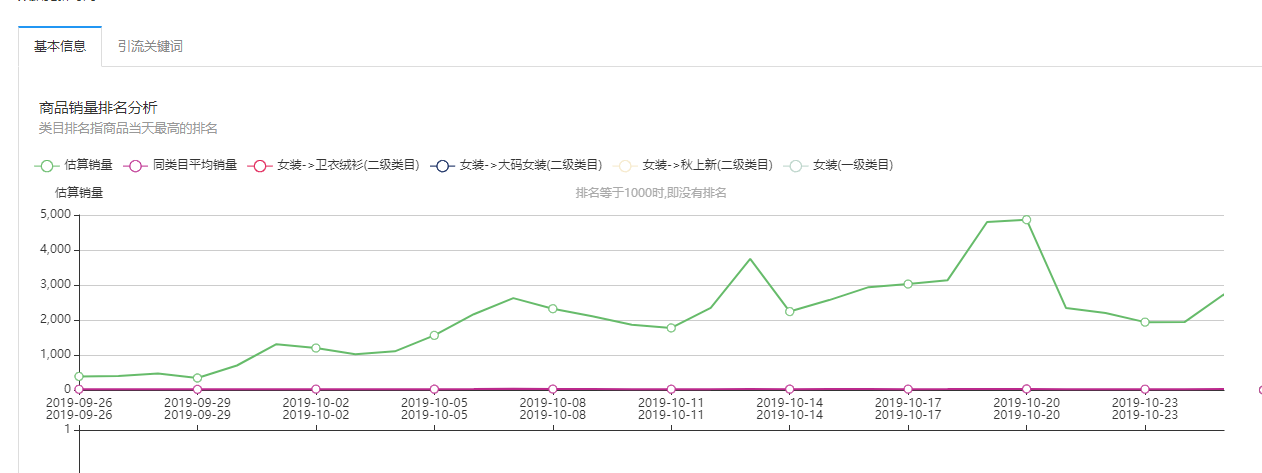 基本信息 引流关键词
商品销量排名分析
类目排名指商品当天最高的排名
估算销量 同类目平均销量 女装->卫衣绒衫(二级类目) 女装->大码女装(二级类目) 女装->秋上新(二级类目) 女装(一级类目)
估算销量 排名等于1000时,即没有排名
5,000
4,000
3,000
2,000
1,000
0
2019-09-26 2019-09-29 2019-10-02 2019-10-05 2019-10-08 2019-10-11 2019-10-14 2019-10-17 2019-10-20 2019-10-23
2019-09-26 2019-09-29 2019-10-02 2019-10-05 2019-10-08 2019-10-11 2019-10-14 2019-10-17 2019-10-20 2019-10-23
1